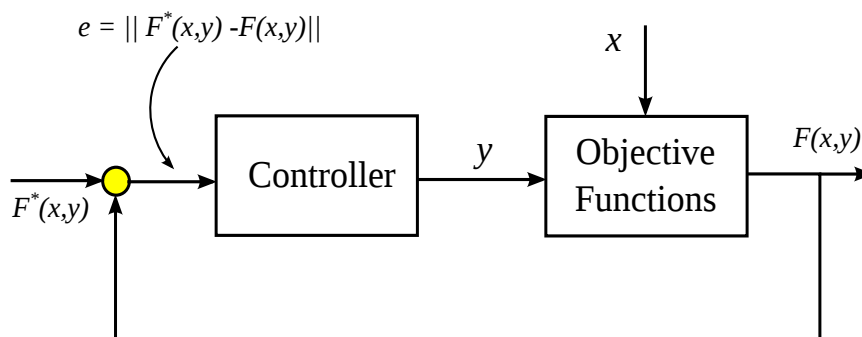 e = || F*(x,y) -F(x,y)||
x
F*(x,y)
Controller
y
Objective
Functions
F(x,y)